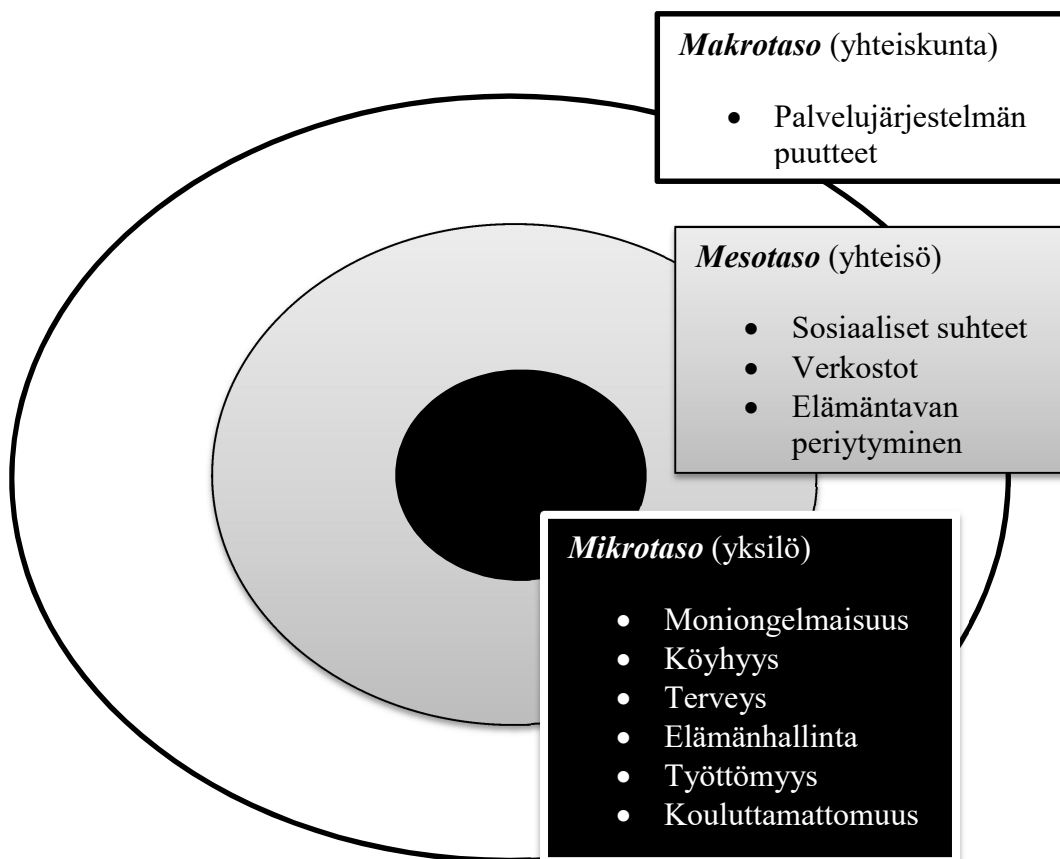 Makrotaso (yhteiskunta)
• Palvelujärjestelmän
puutteet
Mesotaso (yhteisö)
• Sosiaaliset suhteet
• Verkostot
• Elämäntavan
periytyminen
Mikrotaso (yksilö)
• Moniongelmaisuus
• Köyhyys
• Terveys
• Elämänhallinta
• Työttömyys
• Kouluttamattomuus